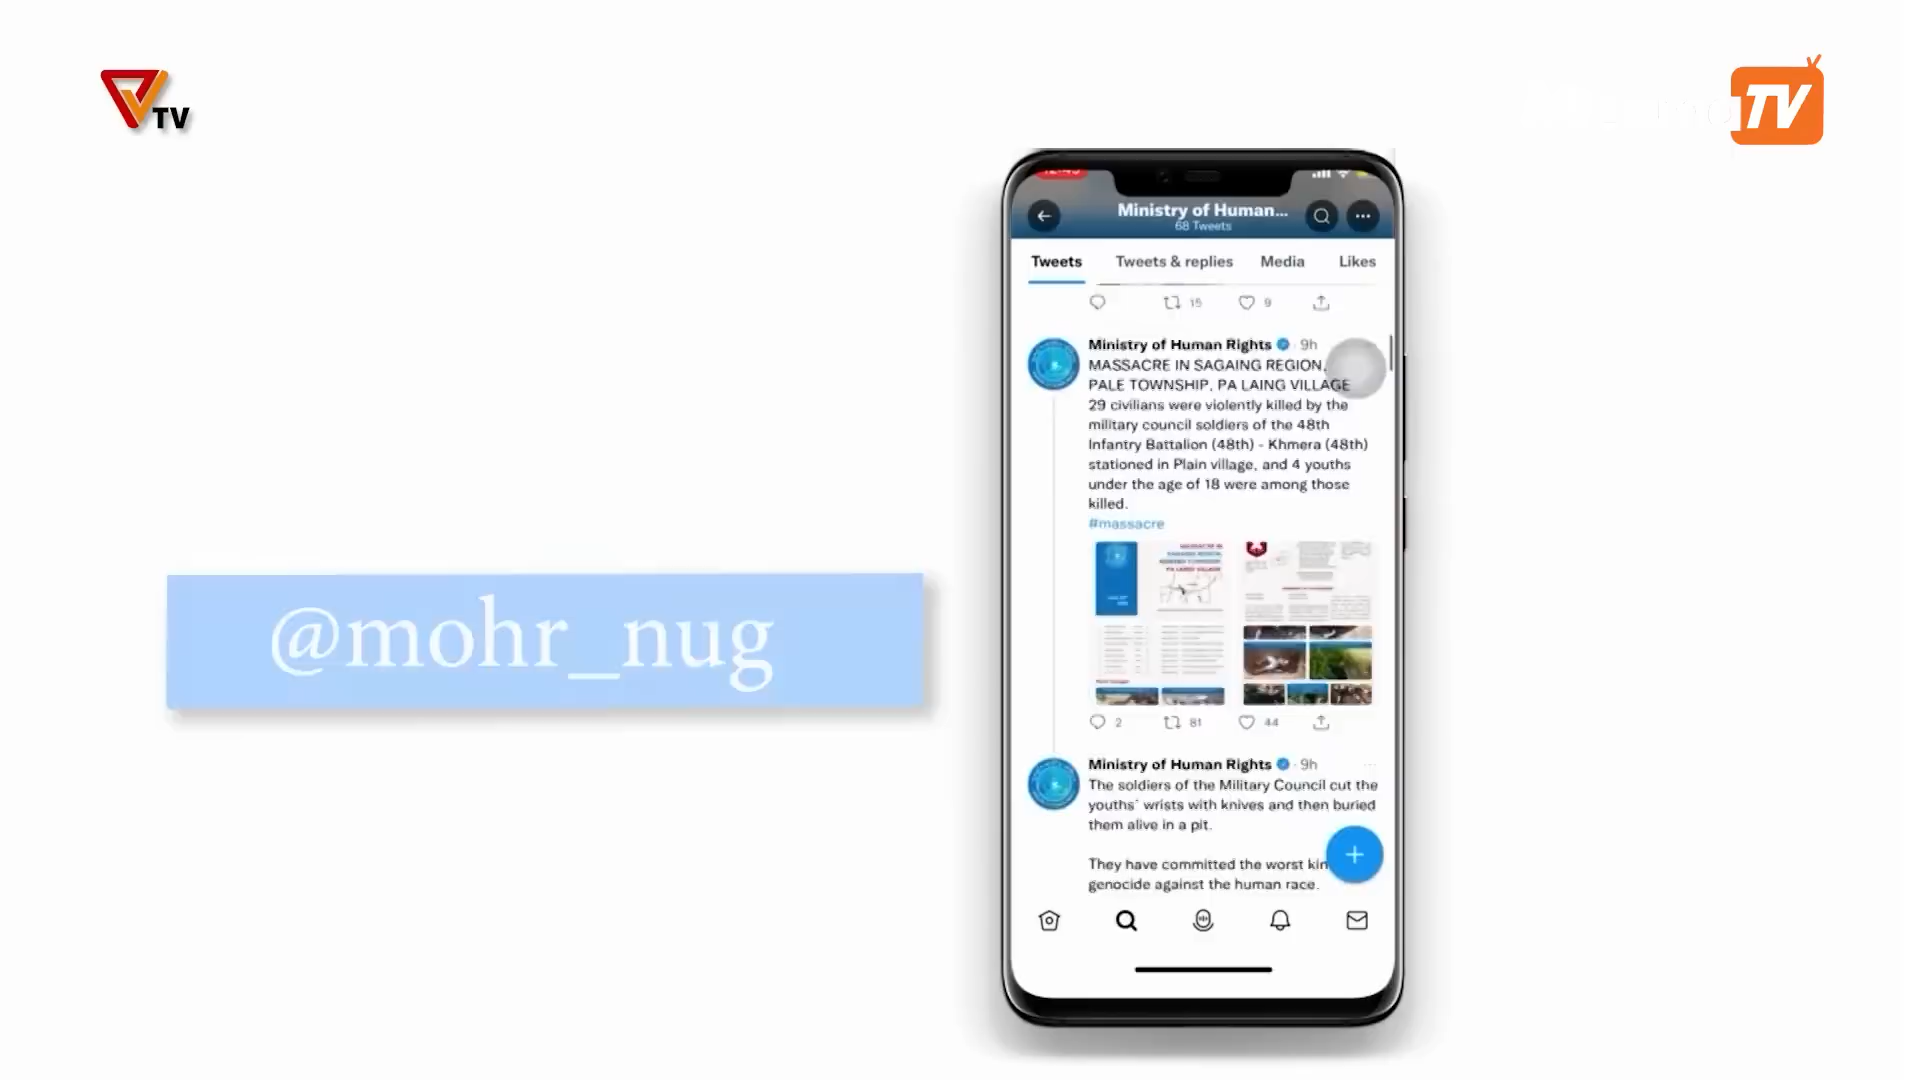 TV
TV
Ministry of Human...
68 Tweets
Tweets
Tweets & replies
Media
Likes
15
9
Ministry of Human Rights · 9h
MASSACRE IN SAGAING REGION,
PALE TOWNSHIP, PA LAING VILLAGE
29 civilians were violently killed by the
military council soldiers of the 48th
Infantry Battalion (48th) - Khmera (48th)
stationed in Plain village, and 4 youths
under the age of 18 were among those
killed.
#massacre
2
81
44
Ministry of Human Rights · 9h
The soldiers of the Military Council cut the
youths' wrists with knives and then buried
them alive in a pit.
They have committed the worst kin
genocide against the human race.
@mohr_nug